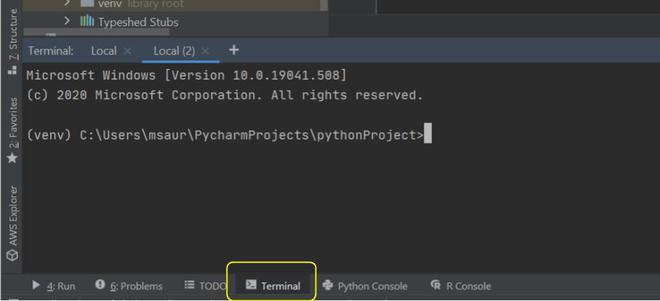 venv library root
Typeshed Stubs
7: Structure
Terminal: Local × Local (2) × +
Microsoft Windows [Version 10.0.19041.508]
(c) 2020 Microsoft Corporation. All rights reserved.
(venv) C:\Users\msaur\PycharmProjects\pythonProject>
2: Favorites
AWS Explorer
4: Run 6: Problems TODO Terminal Python Console R Console